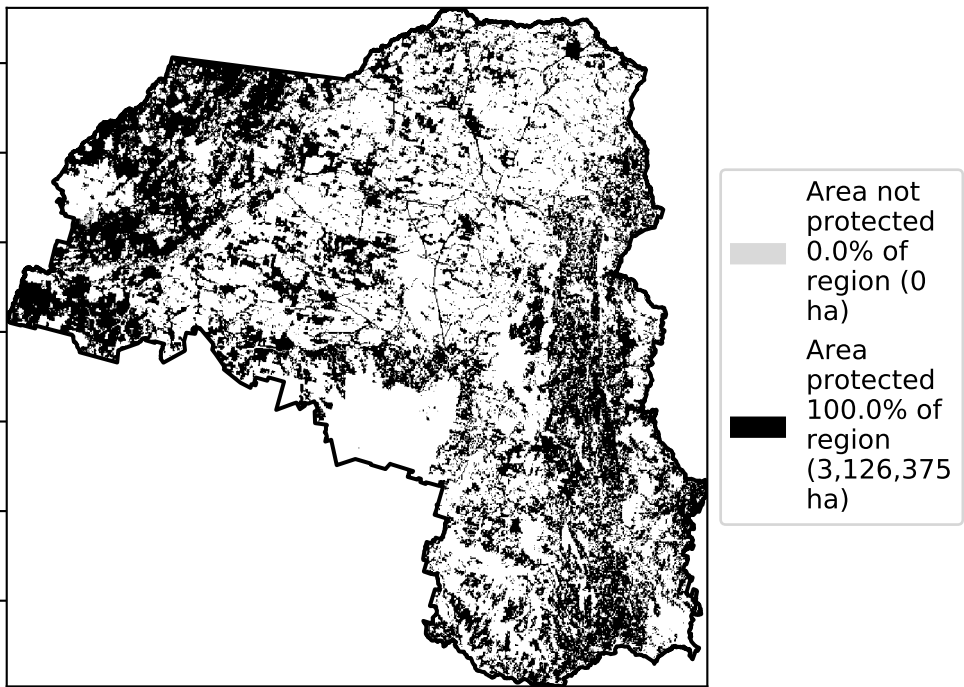 Area not
protected
0.0% of
region (0
ha)
Area
protected
100.0% of
region
(3,126,375
ha)